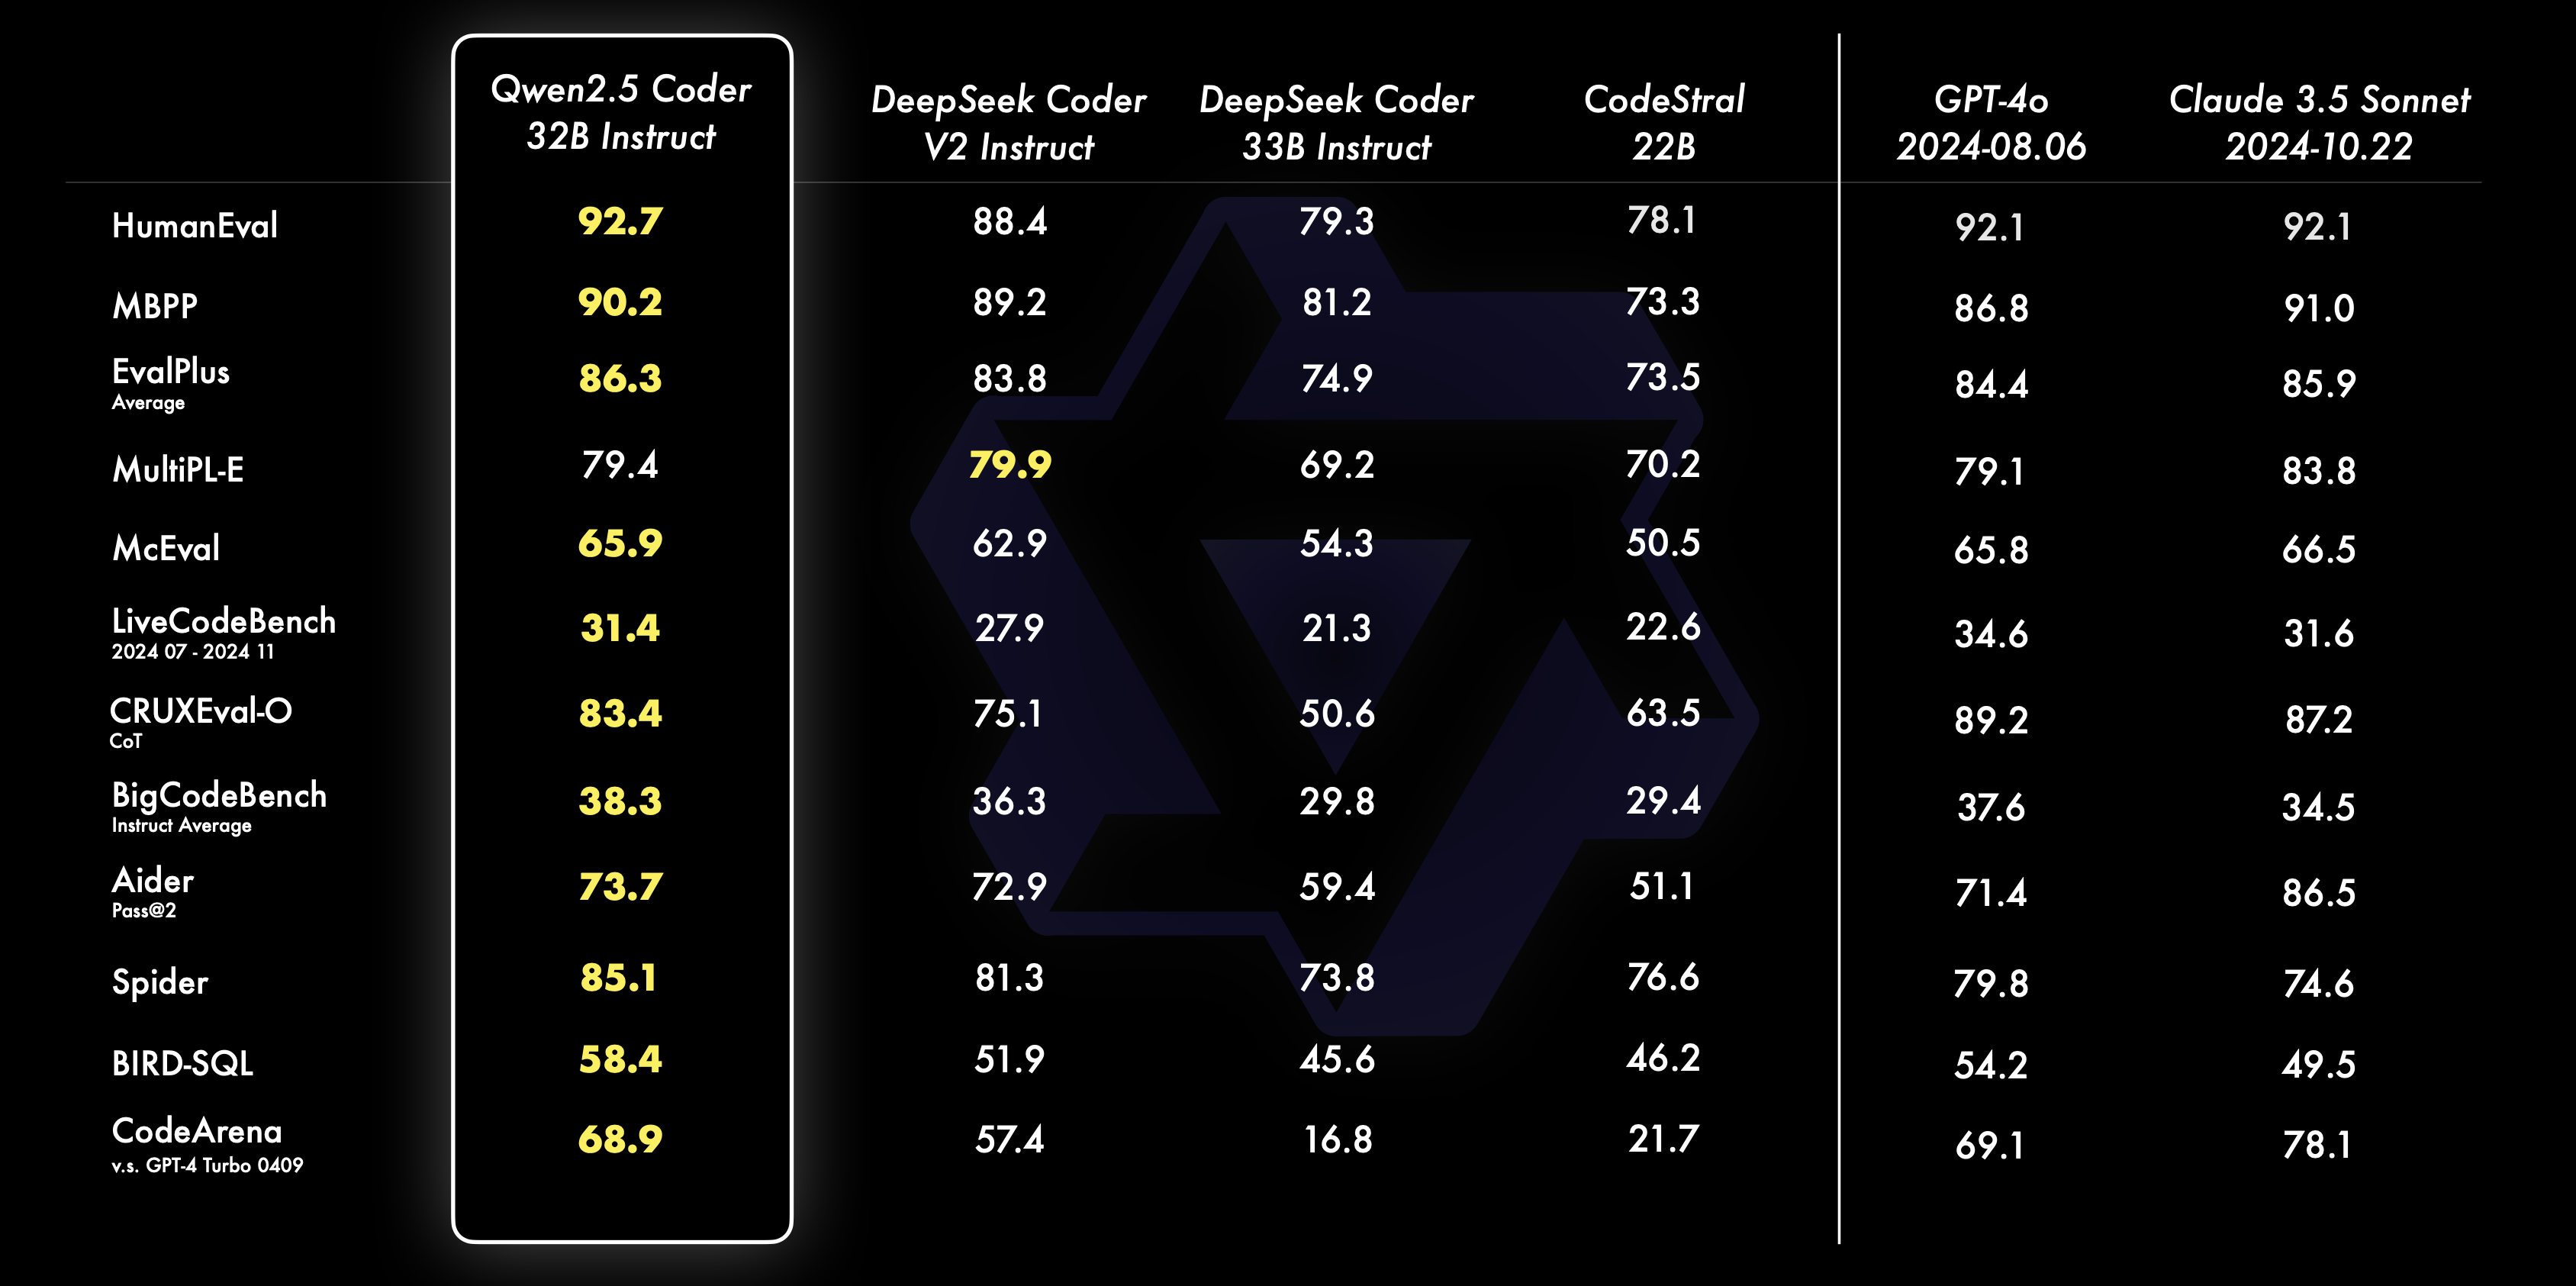 Qwen2.5 Coder
32B Instruct
DeepSeek Coder
V2 Instruct
DeepSeek Coder
33B Instruct
CodeStral
22B
GPT-4o
2024-08.06
Claude 3.5 Sonnet
2024-10.22
HumanEval 92.7 88.4 79.3 78.1 92.1 92.1
MBPP 90.2 89.2 81.2 73.3 86.8 91.0
EvalPlus 86.3 83.8 74.9 73.5 84.4 85.9
Average
MultiPL-E 79.4 79.9 69.2 70.2 79.1 83.8
McEval 65.9 62.9 54.3 50.5 65.8 66.5
LiveCodeBench 31.4 27.9 21.3 22.6 34.6 31.6
2024 07 - 2024 11
CRUXEval-O 83.4 75.1 50.6 63.5 89.2 87.2
CoT
BigCodeBench 38.3 36.3 29.8 29.4 37.6 34.5
Instruct Average
Aider 73.7 72.9 59.4 51.1 71.4 86.5
Pass@2
Spider 85.1 81.3 73.8 76.6 79.8 74.6
BIRD-SQL 58.4 51.9 45.6 46.2 54.2 49.5
CodeArena 68.9 57.4 16.8 21.7 69.1 78.1
v.s. GPT-4 Turbo 0409